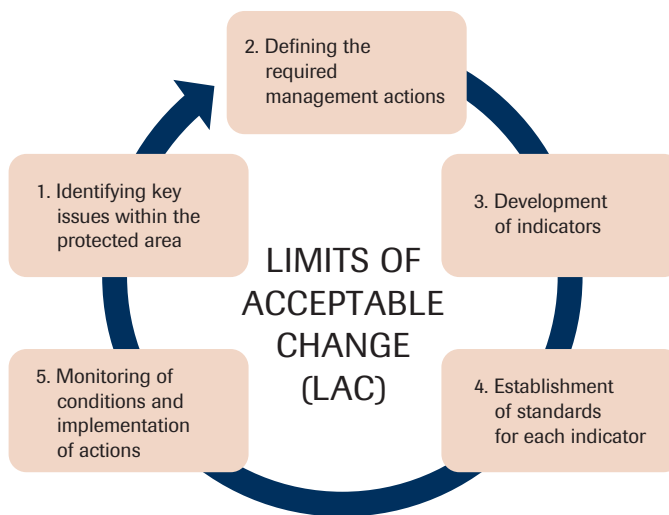 2. Defining the
required
management actions
1. Identifying key
issues within the
protected area
3. Development
of indicators
LIMITS OF
ACCEPTABLE
CHANGE
(LAC)
5. Monitoring of
conditions and
implementation
of actions
4. Establishment
of standards
for each indicator